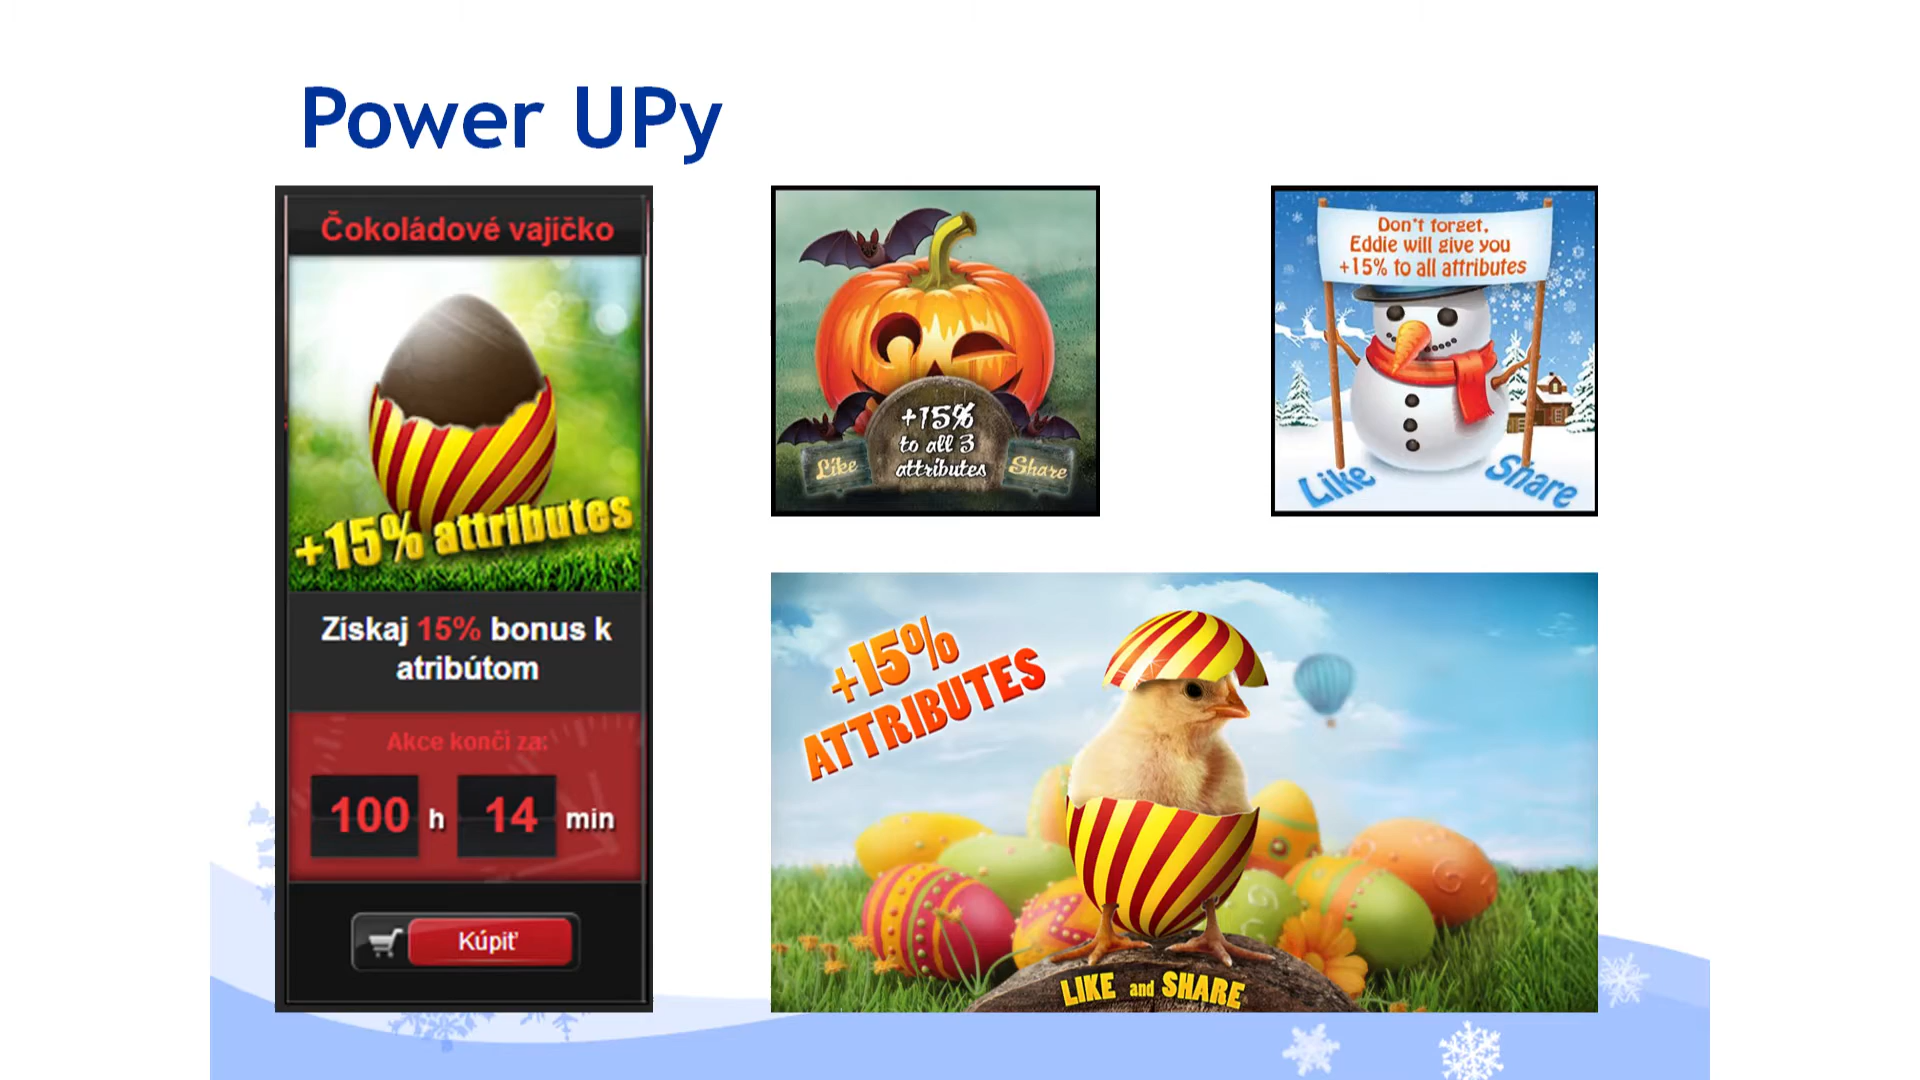 Power UPy
Čokoládové vajíčko
+15% attributes
Získaj 15% bonus k
atribútom
Akce končí za:
100 h 14 min
Kúpiť
+15%
to all 3
attributes
Like
Share
Don't forget,
Eddie will give you
+15% to all attributes
Like
Share
+15%
ATTRIBUTES
LIKE and SHARE